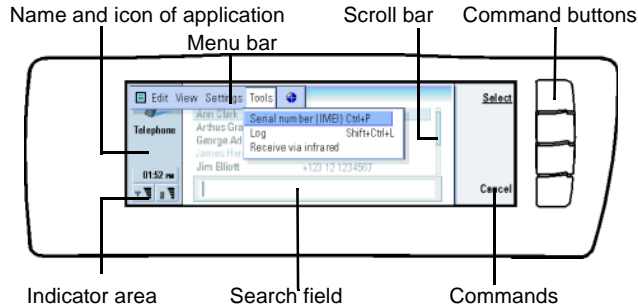 Name and icon of application
Scroll bar
Command buttons
Menu bar
Edit View Settings Tools
Select
Ann Clark
Serial number (IMEI) Ctrl+P
Telephone
Arthus Gra
Log Shift+Ctrl+L
George Ad
Receive via infrared
James Her
Jim Elliott +123 12 1234567
01:52 PM
Cancel
Indicator area
Search field
Commands